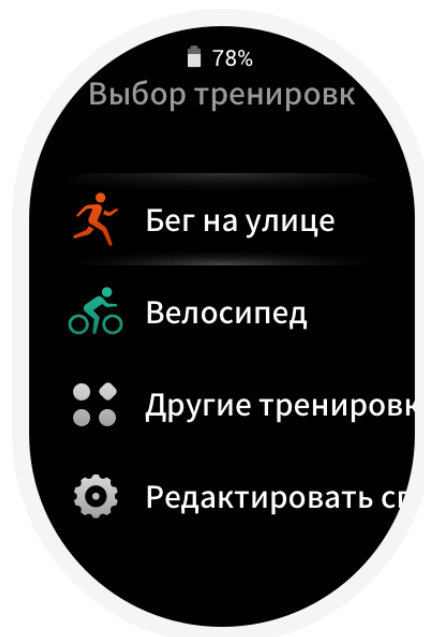 78%
Выбор тренировк
Бег на улице
Велосипед
Другие тренировк
Редактировать сп